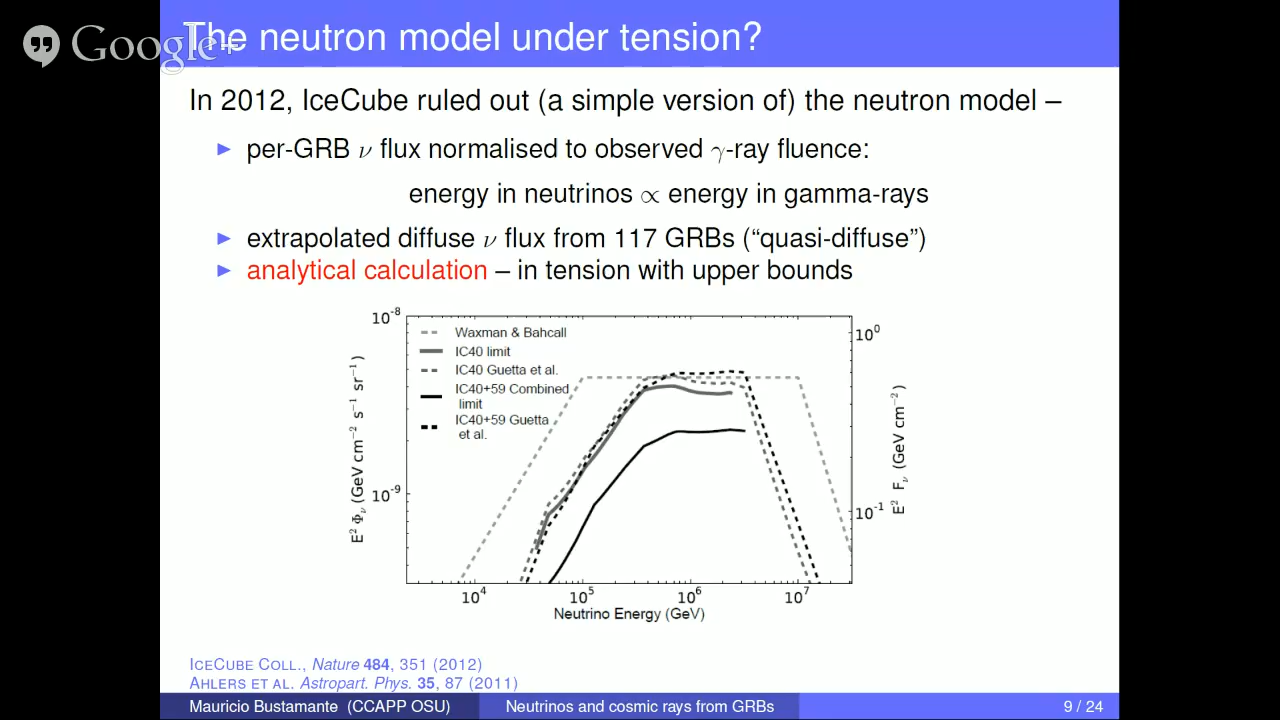 Google+
The neutron model under tension?
In 2012, IceCube ruled out (a simple version of) the neutron model –
per-GRB ν flux normalised to observed γ-ray fluence:
energy in neutrinos ∝ energy in gamma-rays
extrapolated diffuse ν flux from 117 GRBs (“quasi-diffuse”)
analytical calculation – in tension with upper bounds
10⁻⁸
10⁻⁹
E² Φᵥ (GeV cm⁻² s⁻¹ sr⁻¹)
Waxman & Bahcall
IC40 limit
IC40 Guetta et al.
IC40+59 Combined
limit
IC40+59 Guetta
et al.
10⁰
10⁻¹
E² Fᵥ (GeV cm⁻²)
10⁴ 10⁵ 10⁶ 10⁷
Neutrino Energy (GeV)
ICECUBE COLL., Nature 484, 351 (2012)
AHLERS ET AL. Astropart. Phys. 35, 87 (2011)
Mauricio Bustamante (CCAPP OSU) Neutrinos and cosmic rays from GRBs 9 / 24